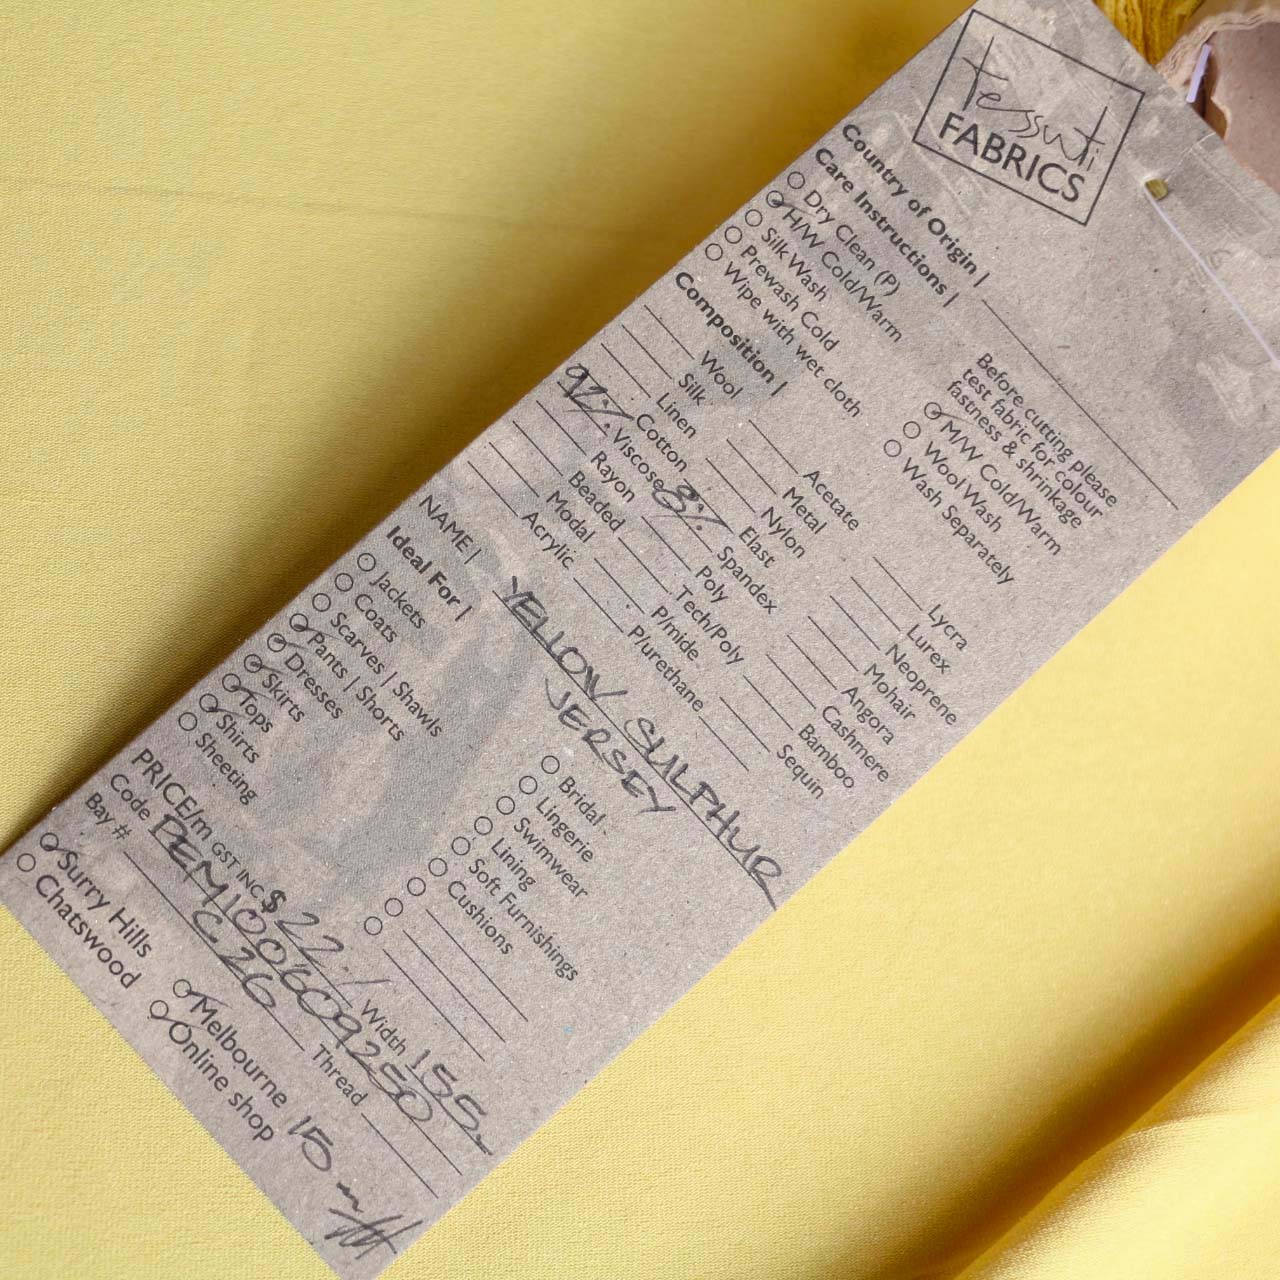 tessuti
FABRICS
Country of Origin |
Care Instructions |
Dry Clean (P)
H/W Cold/Warm
Silk Wash
Prewash Cold
Wipe with wet cloth
Before cutting please
test fabric for colour
fastness & shrinkage
M/W Cold/Warm
Wool Wash
Wash Separately
Composition |
Wool
Silk
Linen
Cotton
92% Viscose
Rayon
Beaded
Modal
Acrylic
Acetate
Metal
Nylon
Elast
8% Spandex
Poly
Tech/Poly
P/mide
P/urethane
Lycra
Lurex
Neoprene
Mohair
Angora
Cashmere
Bamboo
Sequin
NAME | YELLOW SULPHUR
JERSEY
Ideal For |
Jackets
Coats
Scarves | Shawls
Pants | Shorts
Dresses
Skirts
Tops
Shirts
Sheeting
Bridal
Lingerie
Swimwear
Lining
Soft Furnishings
Cushions
PRICE/m GST INC $ 22.- Width 155
Code
Bay # C26 Thread
Surry Hills
Chatswood
Melbourne
Online shop
15 m